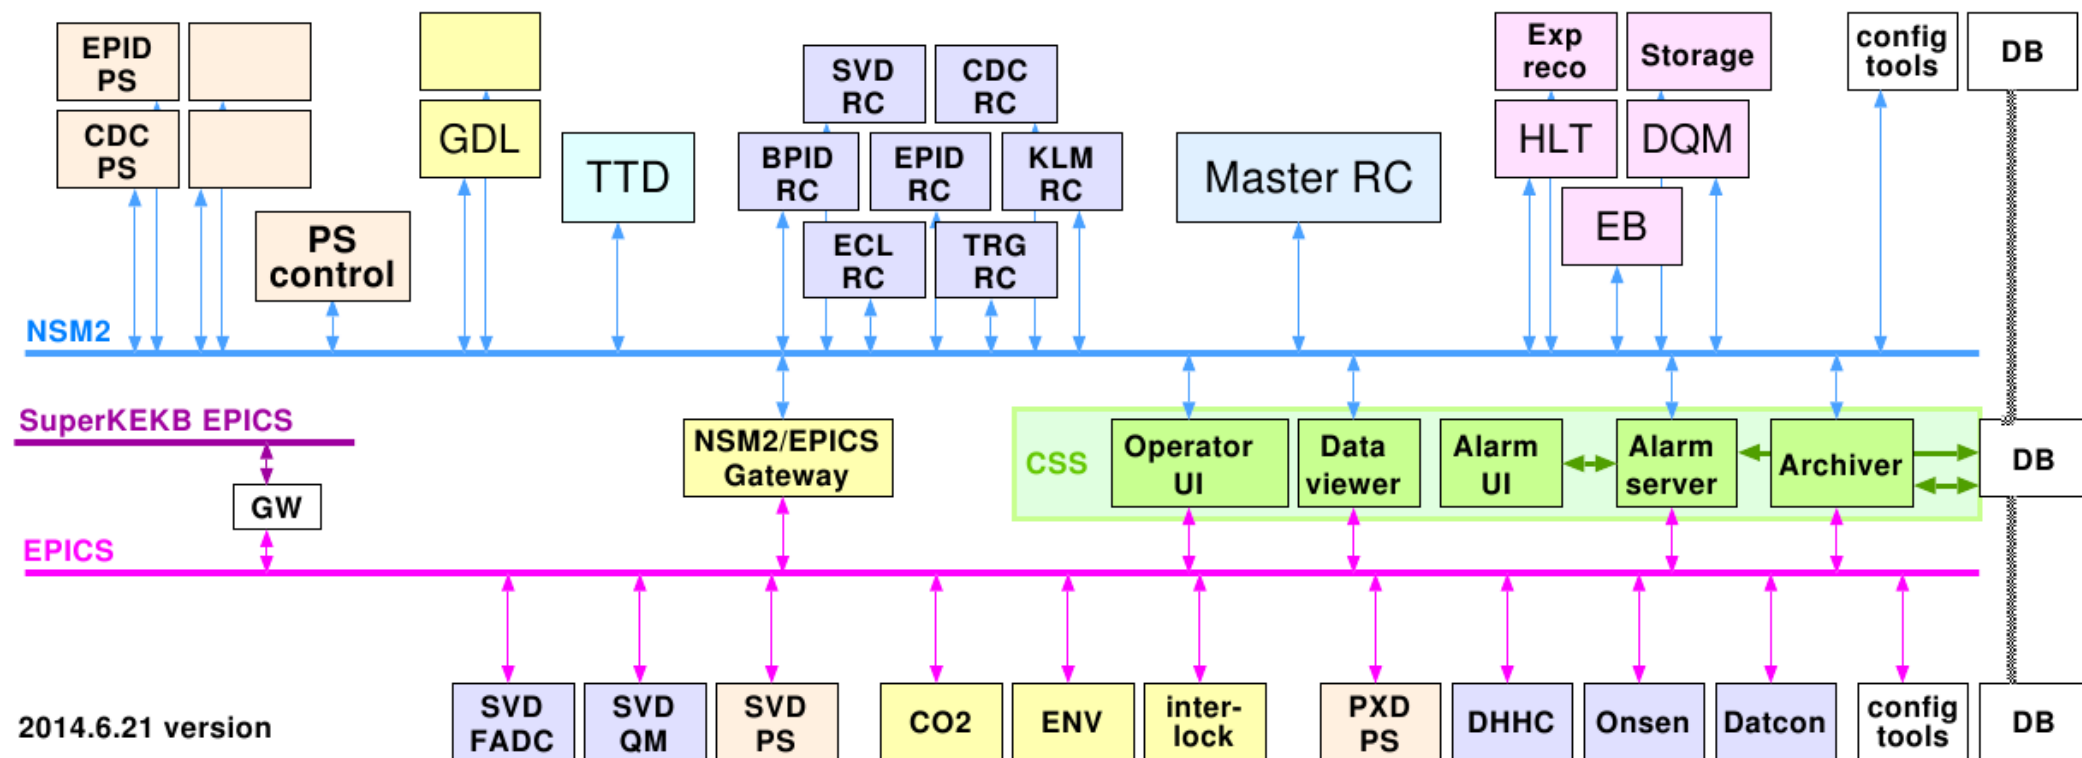 EPID
PS
CDC
PS
PS
control
GDL
TTD
SVD
RC
CDC
RC
BPID
RC
EPID
RC
KLM
RC
ECL
RC
TRG
RC
Master RC
Exp
reco
Storage
HLT
DQM
EB
config
tools
DB
NSM2
SuperKEKB EPICS
GW
NSM2/EPICS
Gateway
CSS
Operator
UI
Data
viewer
Alarm
UI
Alarm
server
Archiver
DB
EPICS
2014.6.21 version
SVD
FADC
SVD
QM
SVD
PS
CO2
ENV
inter-
lock
PXD
PS
DHHC
Onsen
Datcon
config
tools
DB